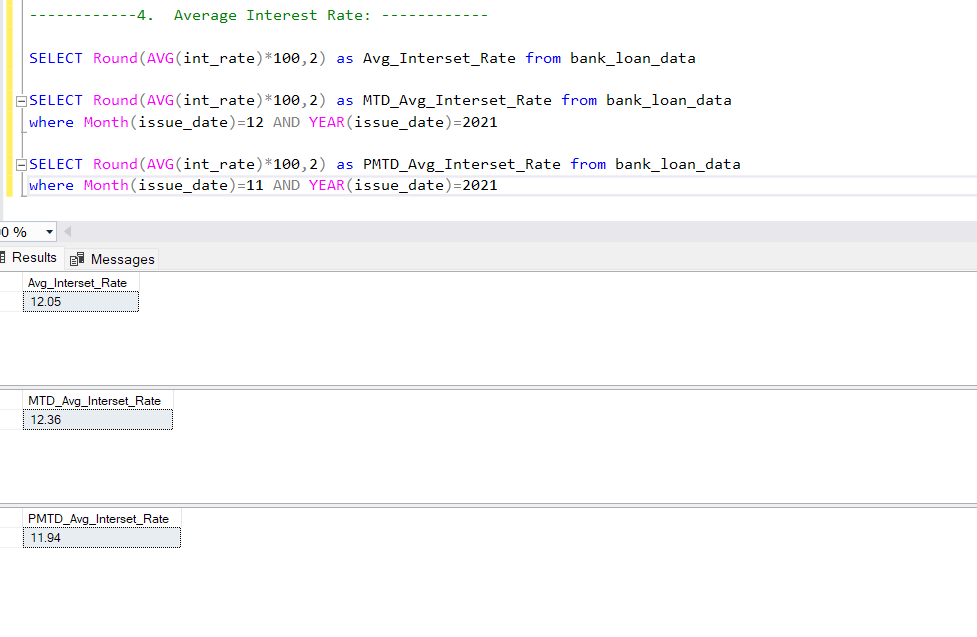 ------------4.  Average Interest Rate: ------------
SELECT Round(AVG(int_rate)*100,2) as Avg_Interset_Rate from bank_loan_data
SELECT Round(AVG(int_rate)*100,2) as MTD_Avg_Interset_Rate from bank_loan_data
where Month(issue_date)=12 AND YEAR(issue_date)=2021
SELECT Round(AVG(int_rate)*100,2) as PMTD_Avg_Interset_Rate from bank_loan_data
where Month(issue_date)=11 AND YEAR(issue_date)=2021
0 %
Results Messages
Avg_Interset_Rate
12.05
MTD_Avg_Interset_Rate
12.36
PMTD_Avg_Interset_Rate
11.94